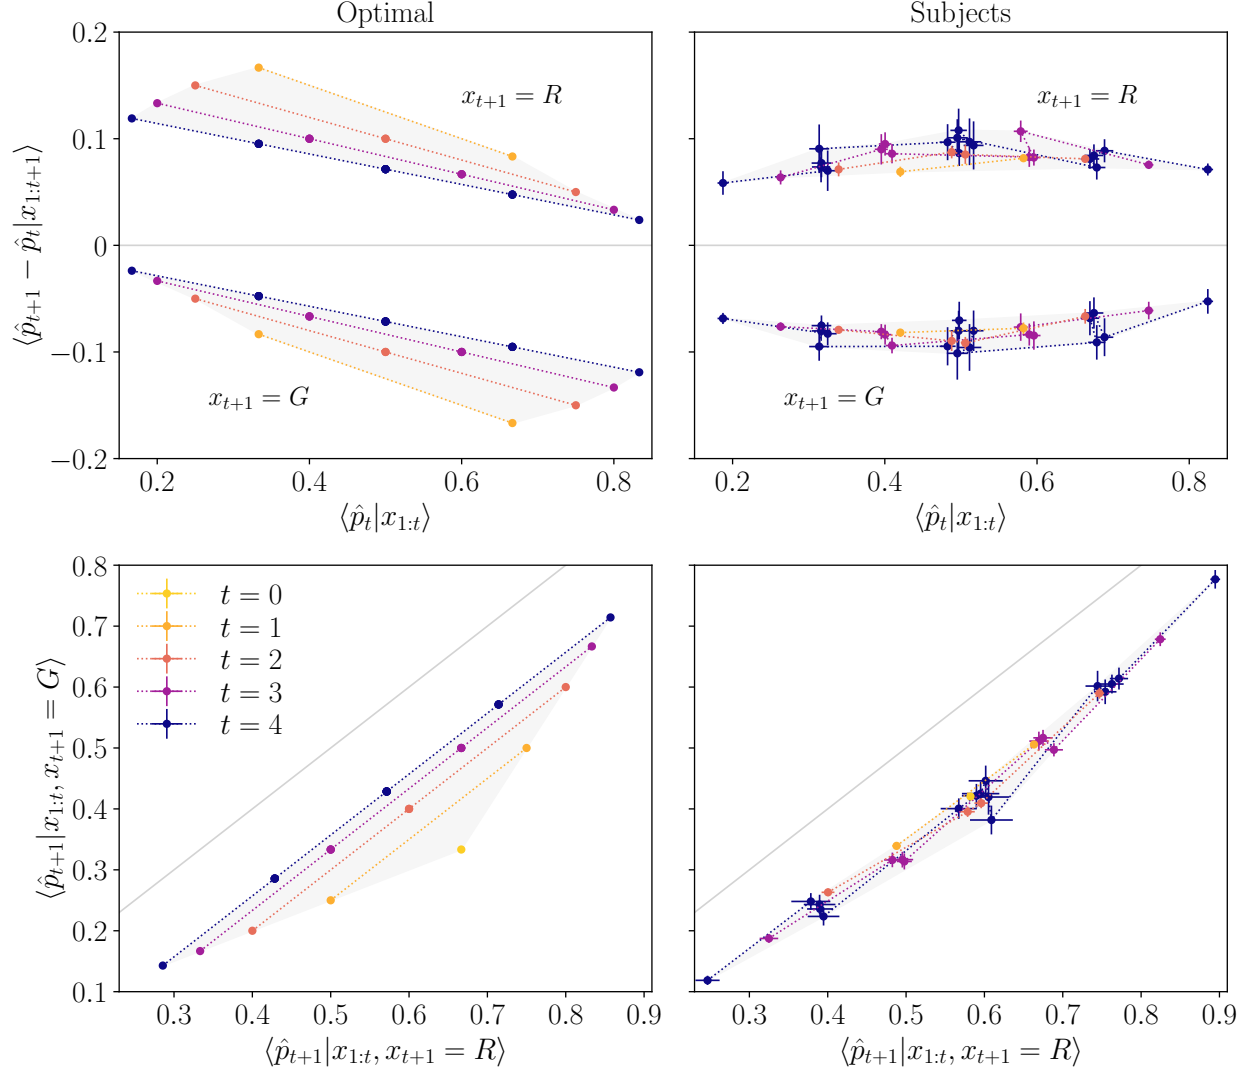 Optimal
Subjects
0.2
0.1
0
−0.1
−0.2
⟨p̂ₜ₊₁ − p̂ₜ|x₁:ₜ₊₁⟩
xₜ₊₁ = R
xₜ₊₁ = G
0.2 0.4 0.6 0.8
⟨p̂ₜ|x₁:ₜ⟩
xₜ₊₁ = R
xₜ₊₁ = G
0.2 0.4 0.6 0.8
⟨p̂ₜ|x₁:ₜ⟩
0.8
0.7
0.6
0.5
0.4
0.3
0.2
0.1
⟨p̂ₜ₊₁|x₁:ₜ, xₜ₊₁ = G⟩
t = 0
t = 1
t = 2
t = 3
t = 4
0.3 0.4 0.5 0.6 0.7 0.8 0.9
⟨p̂ₜ₊₁|x₁:ₜ, xₜ₊₁ = R⟩
0.3 0.4 0.5 0.6 0.7 0.8 0.9
⟨p̂ₜ₊₁|x₁:ₜ, xₜ₊₁ = R⟩